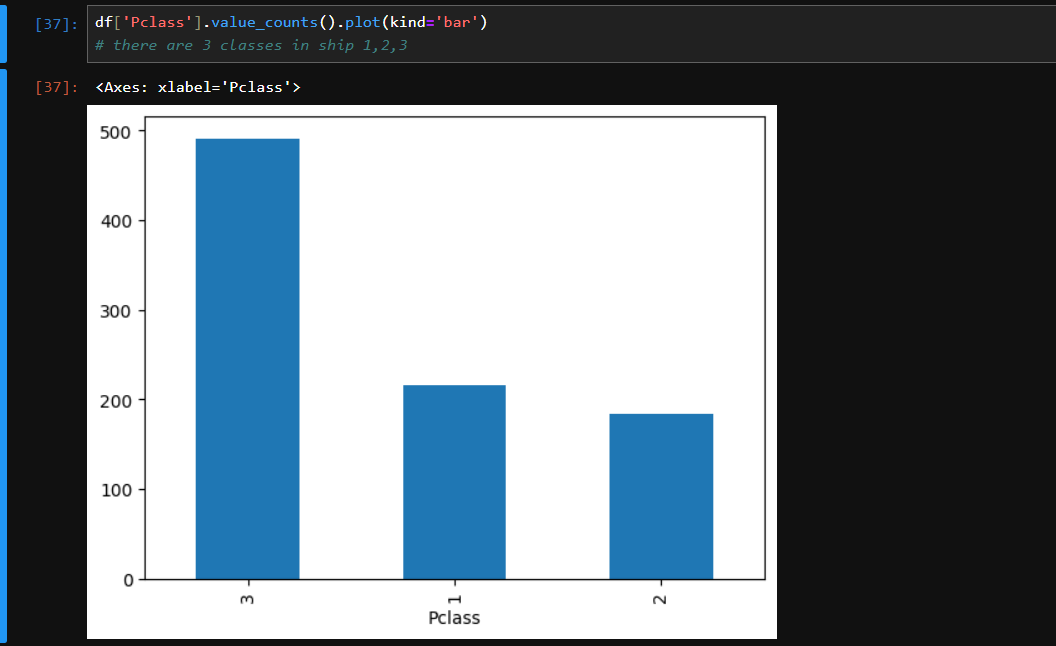 [37]: df['Pclass'].value_counts().plot(kind='bar')
# there are 3 classes in ship 1,2,3
[37]: <Axes: xlabel='Pclass'>
500
400
300
200
100
0
3 1 2
Pclass